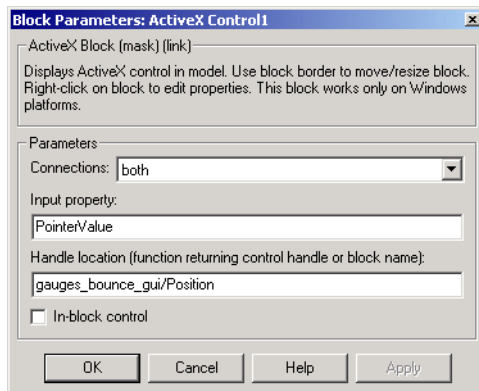 Block Parameters: ActiveX Control1
ActiveX Block (mask) (link)
Displays ActiveX control in model. Use block border to move/resize block.
Right-click on block to edit properties. This block works only on Windows
platforms.
Parameters
Connections: both
Input property:
PointerValue
Handle location (function returning control handle or block name):
gauges_bounce_gui/Position
In-block control
OK Cancel Help Apply